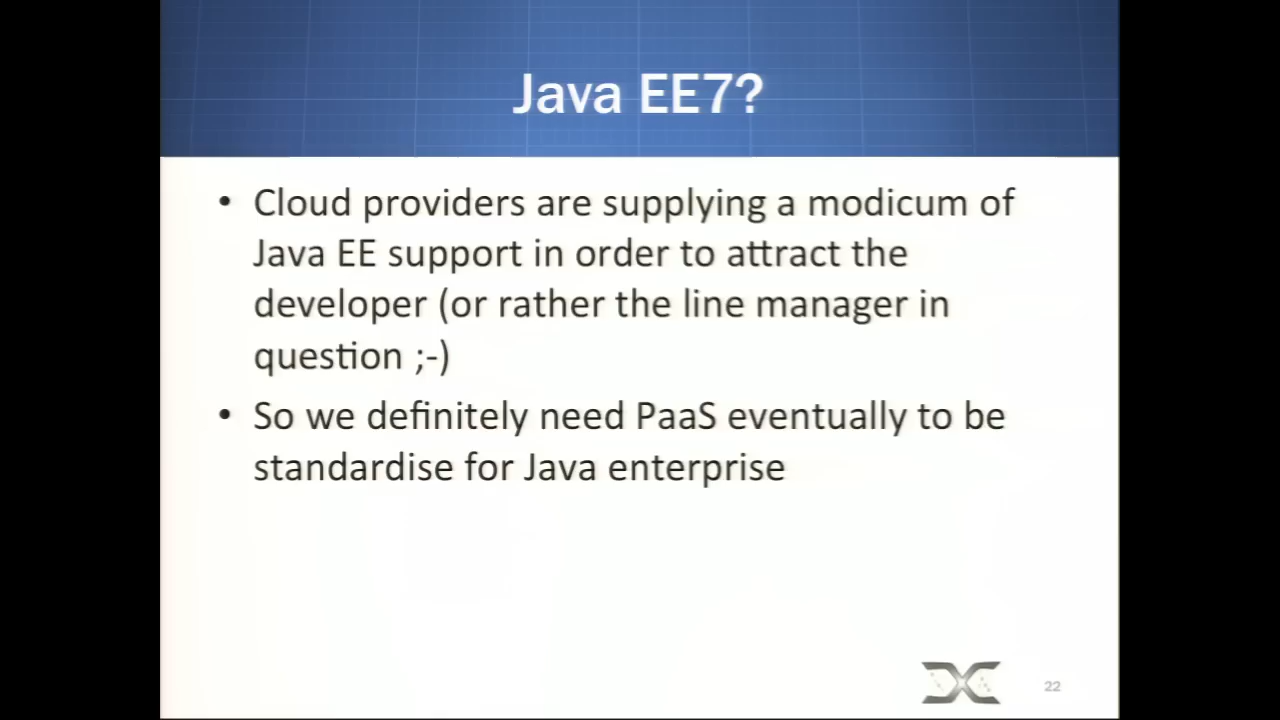 Java EE7?
• Cloud providers are supplying a modicum of
Java EE support in order to attract the
developer (or rather the line manager in
question ;-)
• So we definitely need PaaS eventually to be
standardise for Java enterprise
22